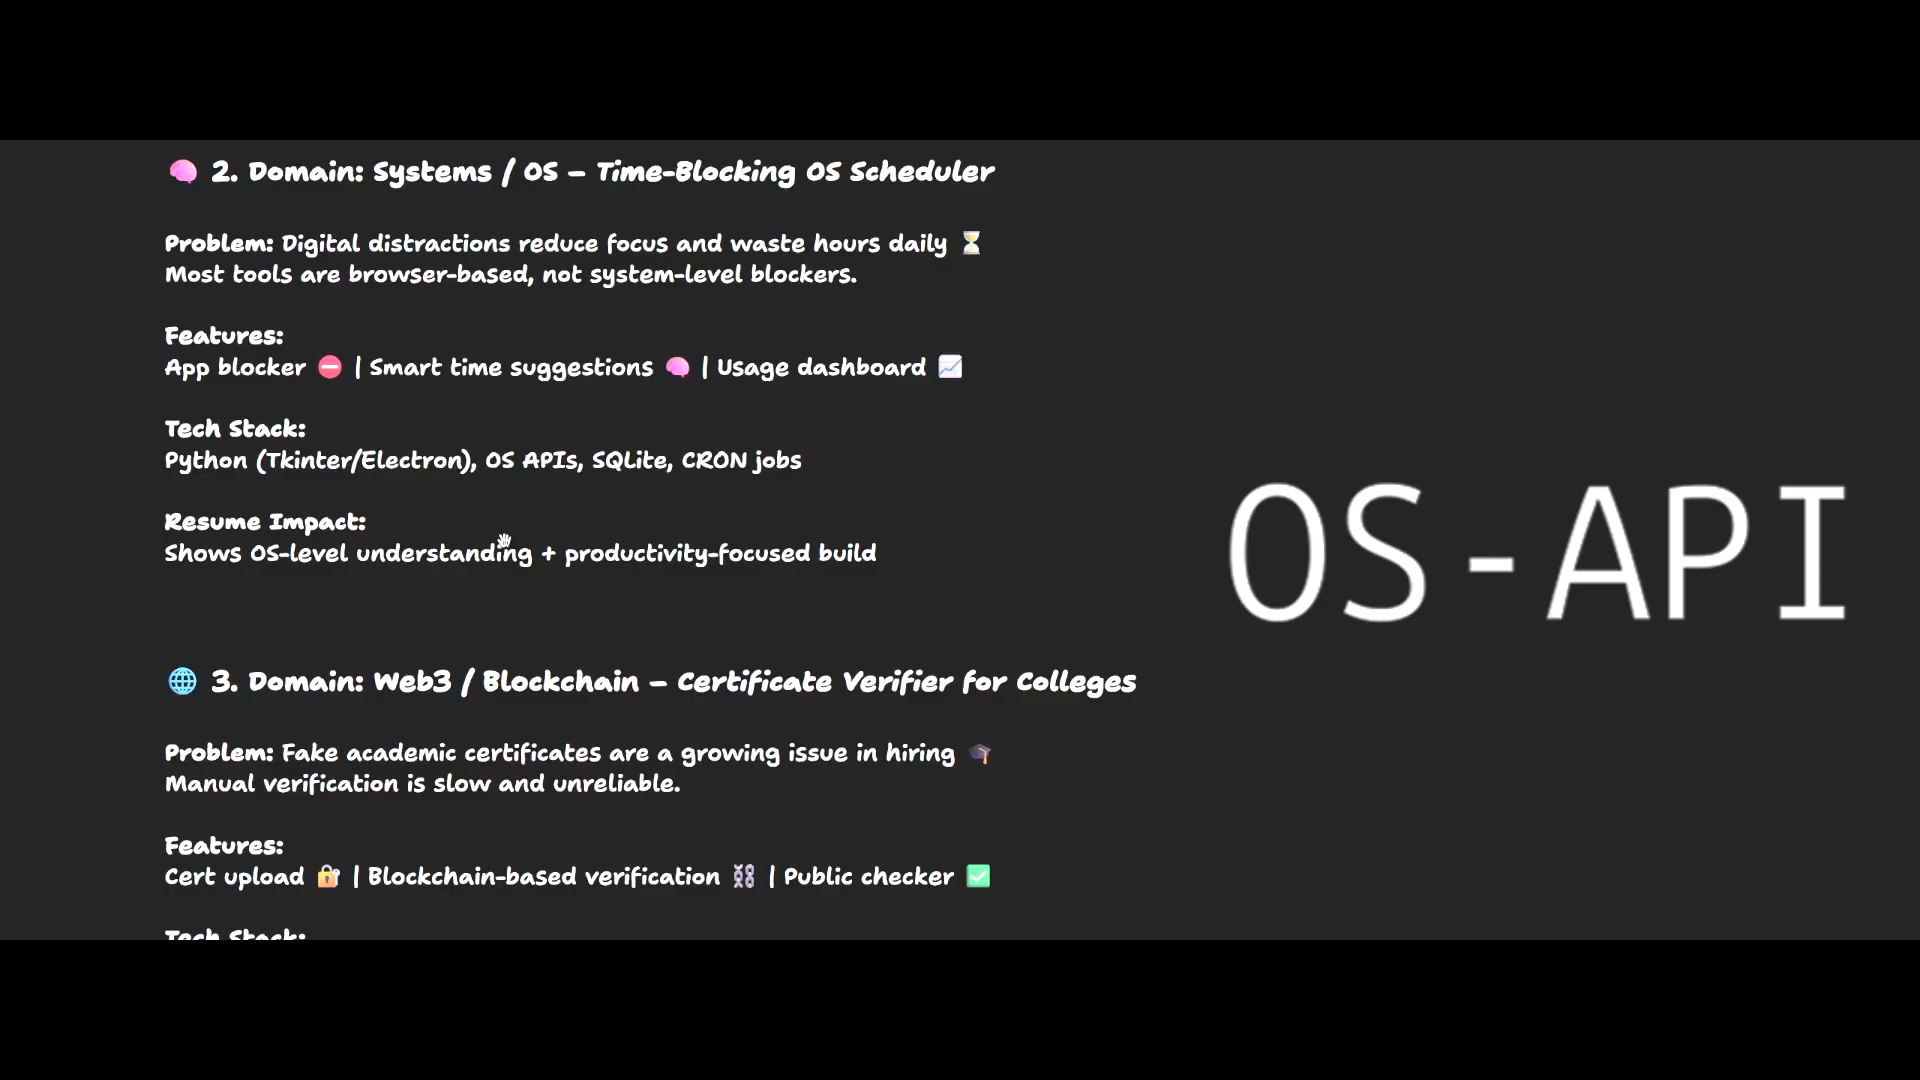 🧠 2. Domain: Systems / OS – Time-Blocking OS Scheduler
Problem: Digital distractions reduce focus and waste hours daily ⏳
Most tools are browser-based, not system-level blockers.
Features:
App blocker ⛔ | Smart time suggestions 🧠 | Usage dashboard 📈
Tech Stack:
Python (Tkinter/Electron), OS APIs, SQLite, CRON jobs
Resume Impact:
Shows OS-level understanding + productivity-focused build
OS-API
🌐 3. Domain: Web3 / Blockchain – Certificate Verifier for Colleges
Problem: Fake academic certificates are a growing issue in hiring 🎓
Manual verification is slow and unreliable.
Features:
Cert upload 🔐 | Blockchain-based verification ⛓️ | Public checker ✅
Tech Stack: